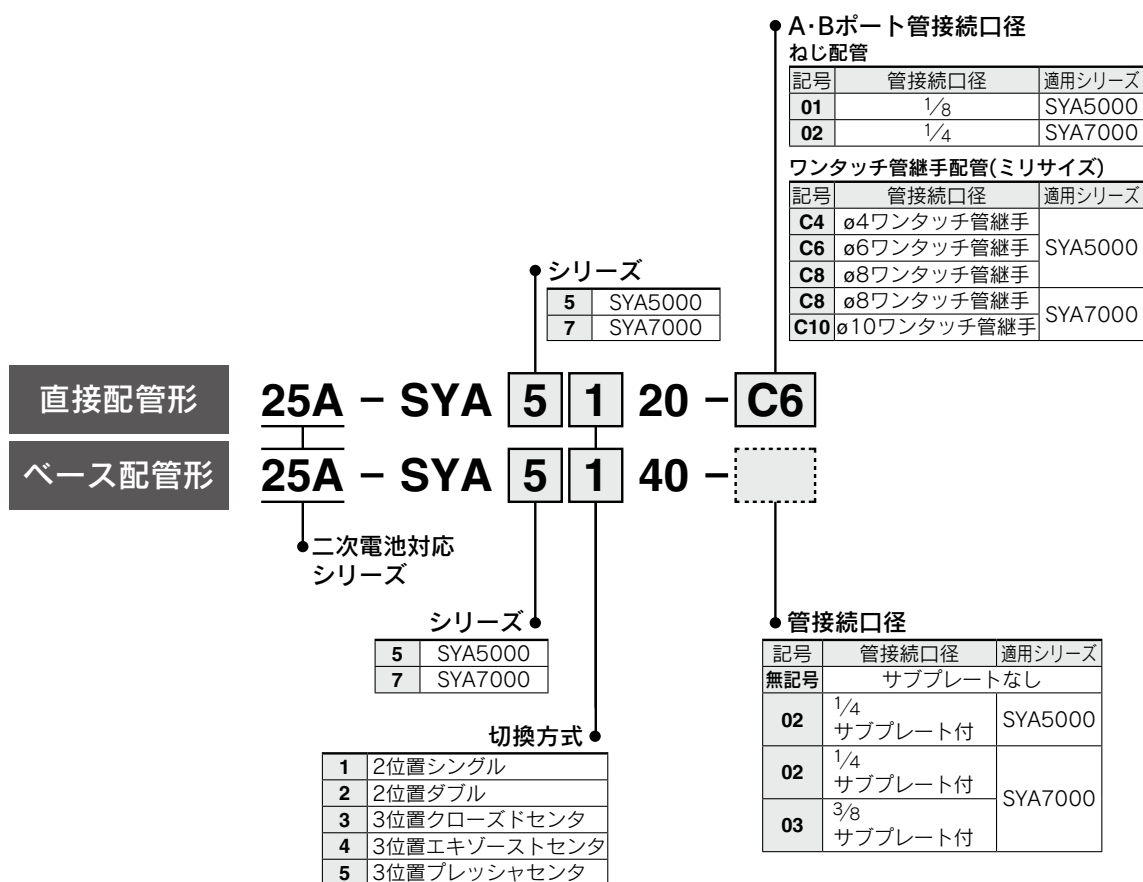 A・Bポート管接続口径
ねじ配管
記号 管接続口径 適用シリーズ
01 1/8 SYA5000
02 1/4 SYA7000
ワンタッチ管継手配管(ミリサイズ)
記号 管接続口径 適用シリーズ
C4 ø4ワンタッチ管継手
C6 ø6ワンタッチ管継手 SYA5000
C8 ø8ワンタッチ管継手
C8 ø8ワンタッチ管継手 SYA7000
C10 ø10ワンタッチ管継手
シリーズ
5 SYA5000
7 SYA7000
直接配管形 25A − SYA 5 1 20 − C6
ベース配管形 25A − SYA 5 1 40 −
二次電池対応
シリーズ
シリーズ
5 SYA5000
7 SYA7000
切換方式
1 2位置シングル
2 2位置ダブル
3 3位置クローズドセンタ
4 3位置エキゾーストセンタ
5 3位置プレッシャセンタ
管接続口径
記号 管接続口径 適用シリーズ
無記号 サブプレートなし
02 1/4
サブプレート付 SYA5000
02 1/4
サブプレート付 SYA7000
03 3/8
サブプレート付